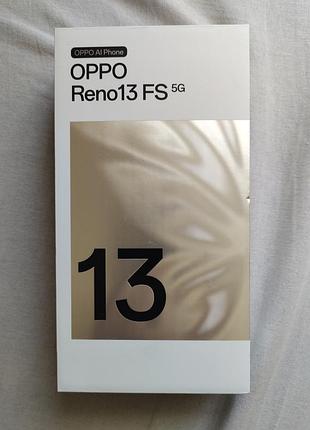 OPPO AI Phone
OPPO
Reno13 FS 5G
13